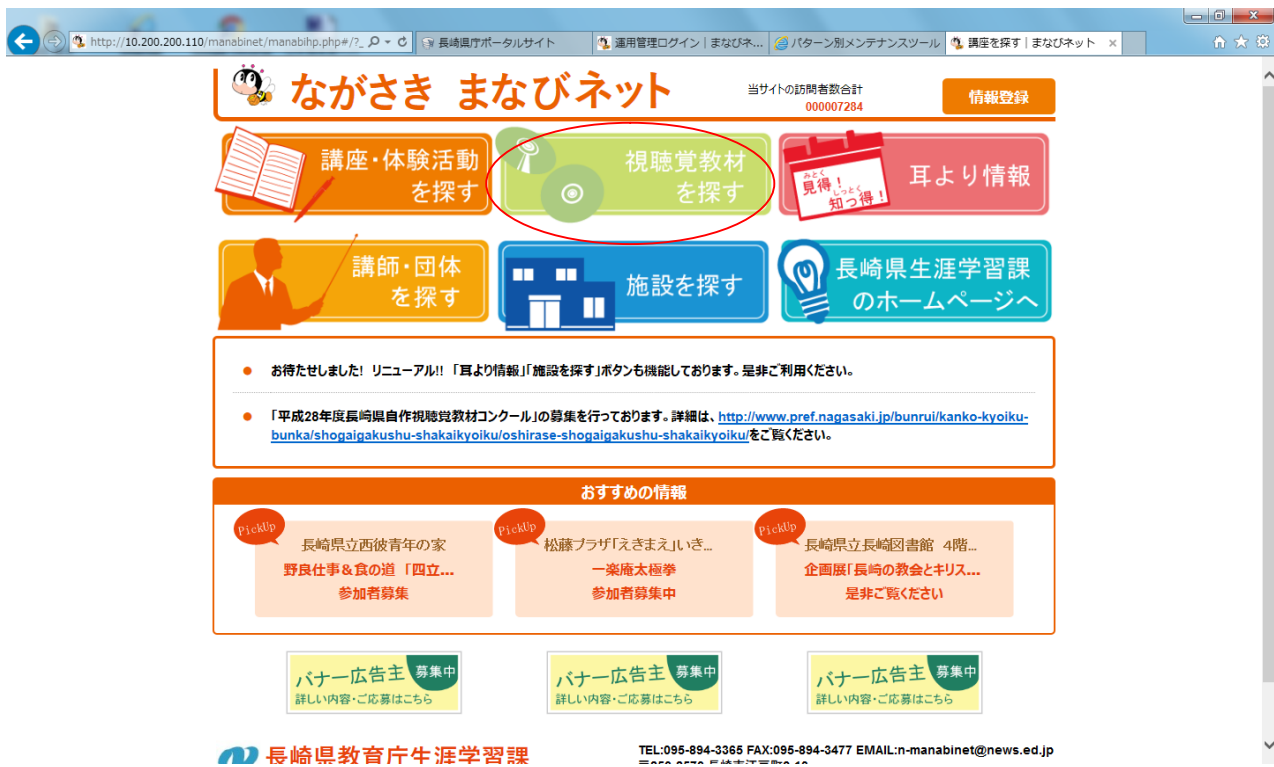 http://10.200.200.110/manabinet/manabihp.php#/?_
長崎県庁ポータルサイト
運用管理ログイン | まなびネ...
パターン別メンテナンスツール
講座を探す | まなびネット
ながさき まなびネット
当サイトの訪問者数合計
000007284
情報登録
講座・体験活動
を探す
視聴覚教材
を探す
みとく
見得!
しっとく
知っ得!
耳より情報
講師・団体
を探す
施設を探す
長崎県生涯学習課
のホームページへ
お待たせしました! リニューアル!! 「耳より情報」「施設を探す」ボタンも機能しております。是非ご利用ください。
「平成28年度長崎県自作視聴覚教材コンクール」の募集を行っております。詳細は、http://www.pref.nagasaki.jp/bunrui/kanko-kyoiku-
bunka/shogaigakushu-shakaikyoiku/oshirase-shogaigakushu-shakaikyoiku/をご覧ください。
おすすめの情報
PickUp
長崎県立西彼青年の家
野良仕事&食の道「四立...
参加者募集
PickUp
松藤プラザ「えきまえ」いき...
一楽庵太極拳
参加者募集中
PickUp
長崎県立長崎図書館 4階...
企画展「長崎の教会とキリス...
是非ご覧ください
バナー広告主 募集中
詳しい内容・ご応募はこちら
バナー広告主 募集中
詳しい内容・ご応募はこちら
バナー広告主 募集中
詳しい内容・ご応募はこちら
長崎県教育庁生涯学習課
TEL:095-894-3365 FAX:095-894-3477 EMAIL:n-manabinet@news.ed.jp